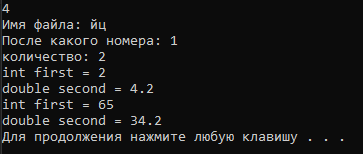 4
Имя файла: йц
После какого номера: 1
количество: 2
int first = 2
double second = 4.2
int first = 65
double second = 34.2
Для продолжения нажмите любую клавишу . . .